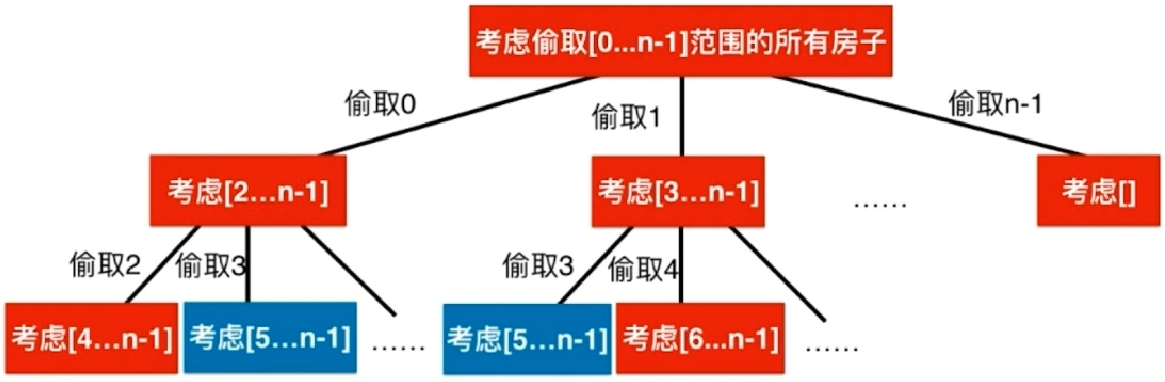 考虑偷取[0...n-1]范围的所有房子
偷取0
偷取1
偷取n-1
考虑[2...n-1]
考虑[3...n-1]
......
考虑[]
偷取2
偷取3
偷取3
偷取4
考虑[4...n-1]
考虑[5...n-1]
......
考虑[5...n-1]
考虑[6...n-1]
......